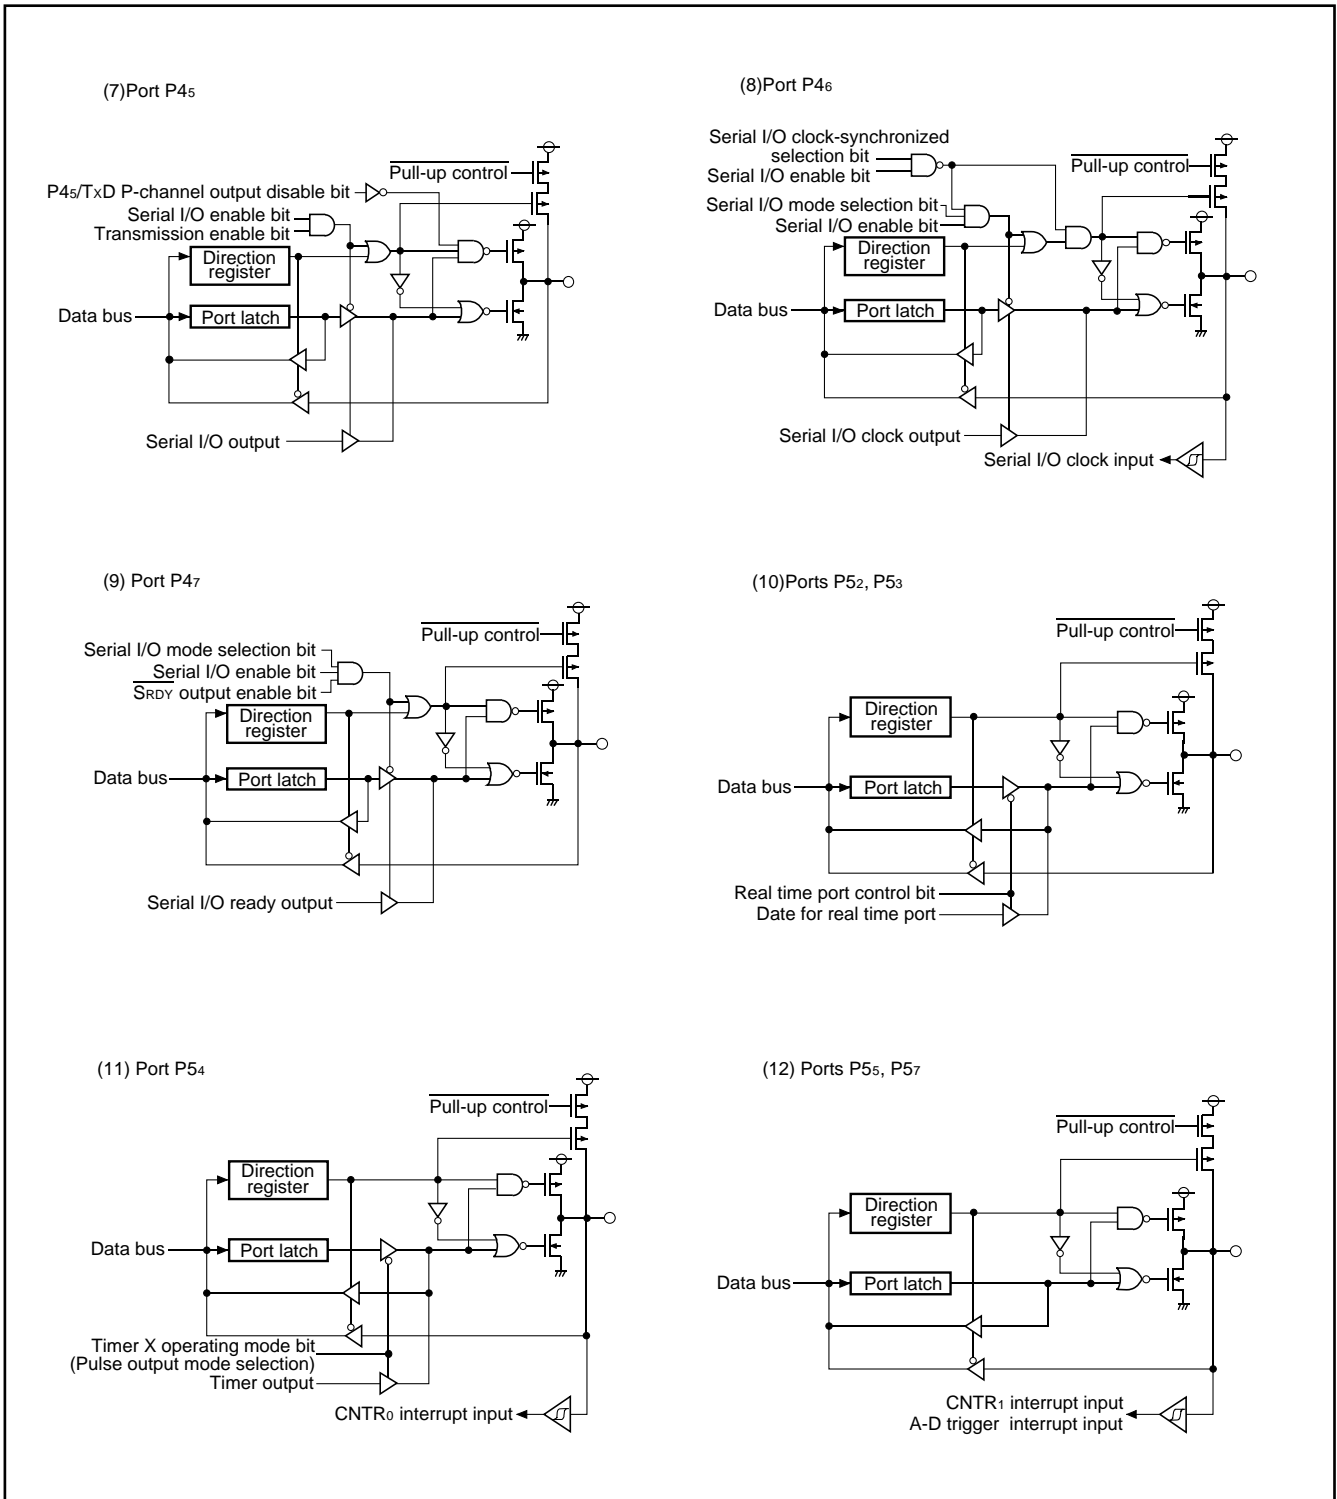 (7)Port P45
Pull-up control
P45/TxD P-channel output disable bit
Serial I/O enable bit
Transmission enable bit
Direction
register
Data bus
Port latch
Serial I/O output
(8)Port P46
Serial I/O clock-synchronized
selection bit
Serial I/O enable bit
Pull-up control
Serial I/O mode selection bit
Serial I/O enable bit
Direction
register
Data bus
Port latch
Serial I/O clock output
Serial I/O clock input
(9) Port P47
Pull-up control
Serial I/O mode selection bit
Serial I/O enable bit
SRDY output enable bit
Direction
register
Data bus
Port latch
Serial I/O ready output
(10)Ports P52, P53
Pull-up control
Direction
register
Data bus
Port latch
Real time port control bit
Date for real time port
(11) Port P54
Pull-up control
Direction
register
Data bus
Port latch
Timer X operating mode bit
(Pulse output mode selection)
Timer output
CNTR0 interrupt input
(12) Ports P55, P57
Pull-up control
Direction
register
Data bus
Port latch
CNTR1 interrupt input
A-D trigger interrupt input